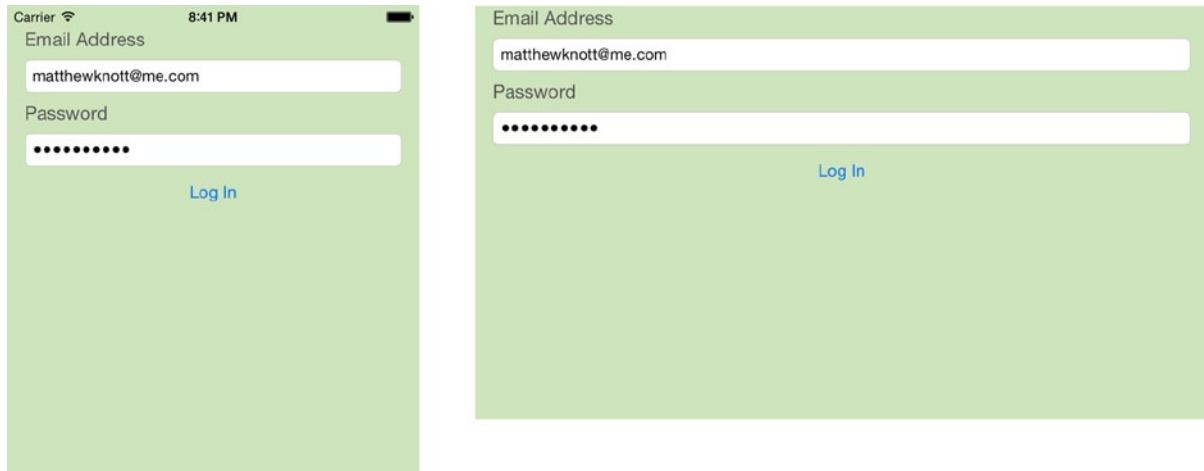 Carrier 8:41 PM
Email Address
matthewknott@me.com
Password
••••••••••
Log In
Email Address
matthewknott@me.com
Password
••••••••••
Log In